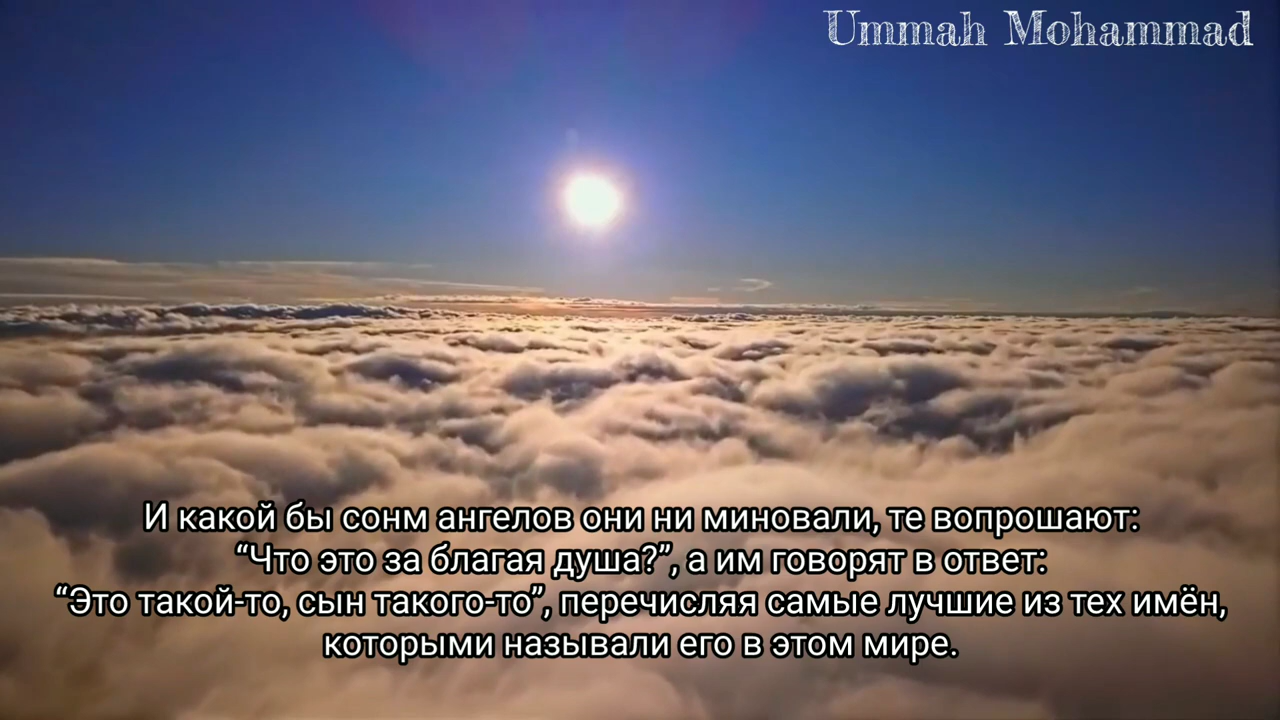 Ummah Mohammad
И какой бы сонм ангелов они ни миновали, те вопрошают:
“Что это за благая душа?”, а им говорят в ответ:
“Это такой-то, сын такого-то”, перечисляя самые лучшие из тех имён,
которыми называли его в этом мире.